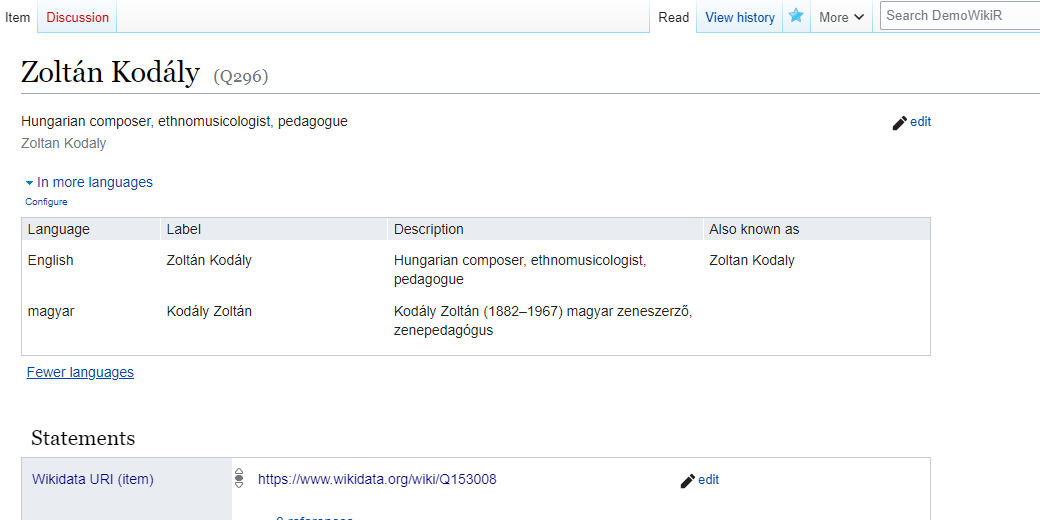 Item Discussion Read View history More Search DemoWikiR
Zoltán Kodály (Q296)
Hungarian composer, ethnomusicologist, pedagogue edit
Zoltan Kodaly
In more languages
Configure
Language Label Description Also known as
English Zoltán Kodály Hungarian composer, ethnomusicologist, Zoltan Kodaly
pedagogue
magyar Kodály Zoltán Kodály Zoltán (1882–1967) magyar zeneszerző,
zenepedagógus
Fewer languages
Statements
Wikidata URI (item) https://www.wikidata.org/wiki/Q153008 edit
0 references